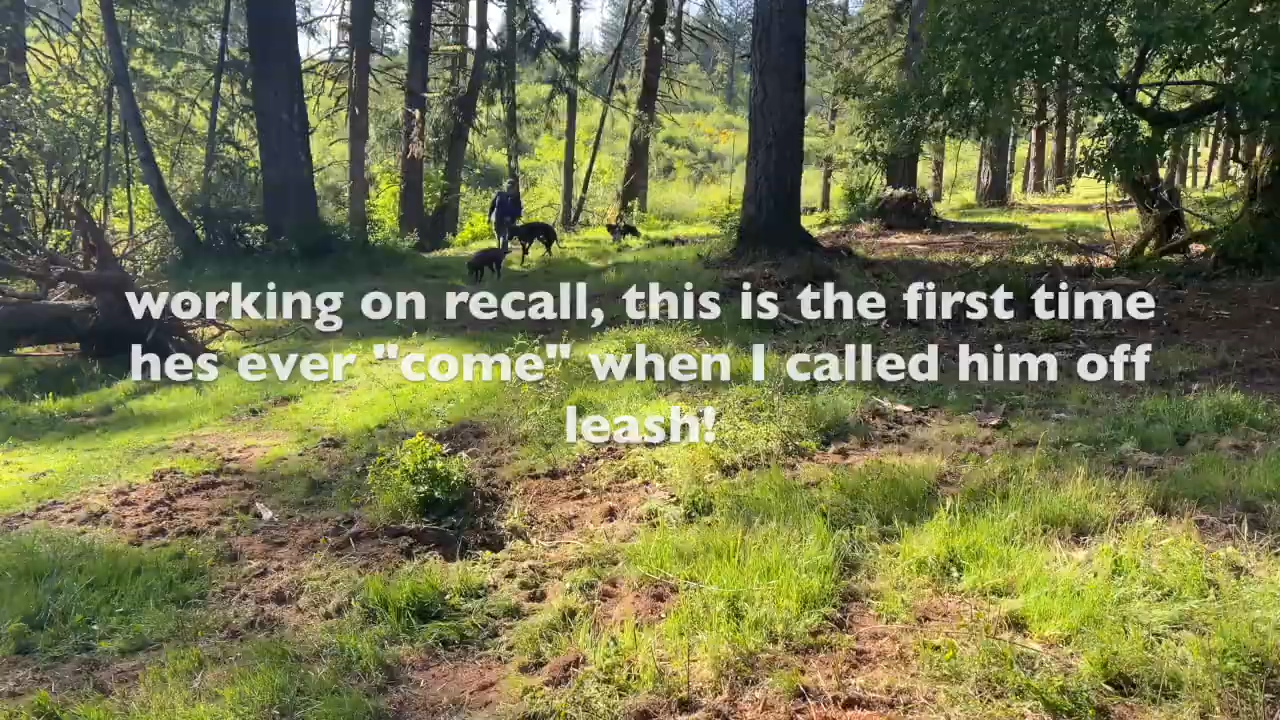 working on recall, this is the first time
hes ever "come" when I called him off
leash!